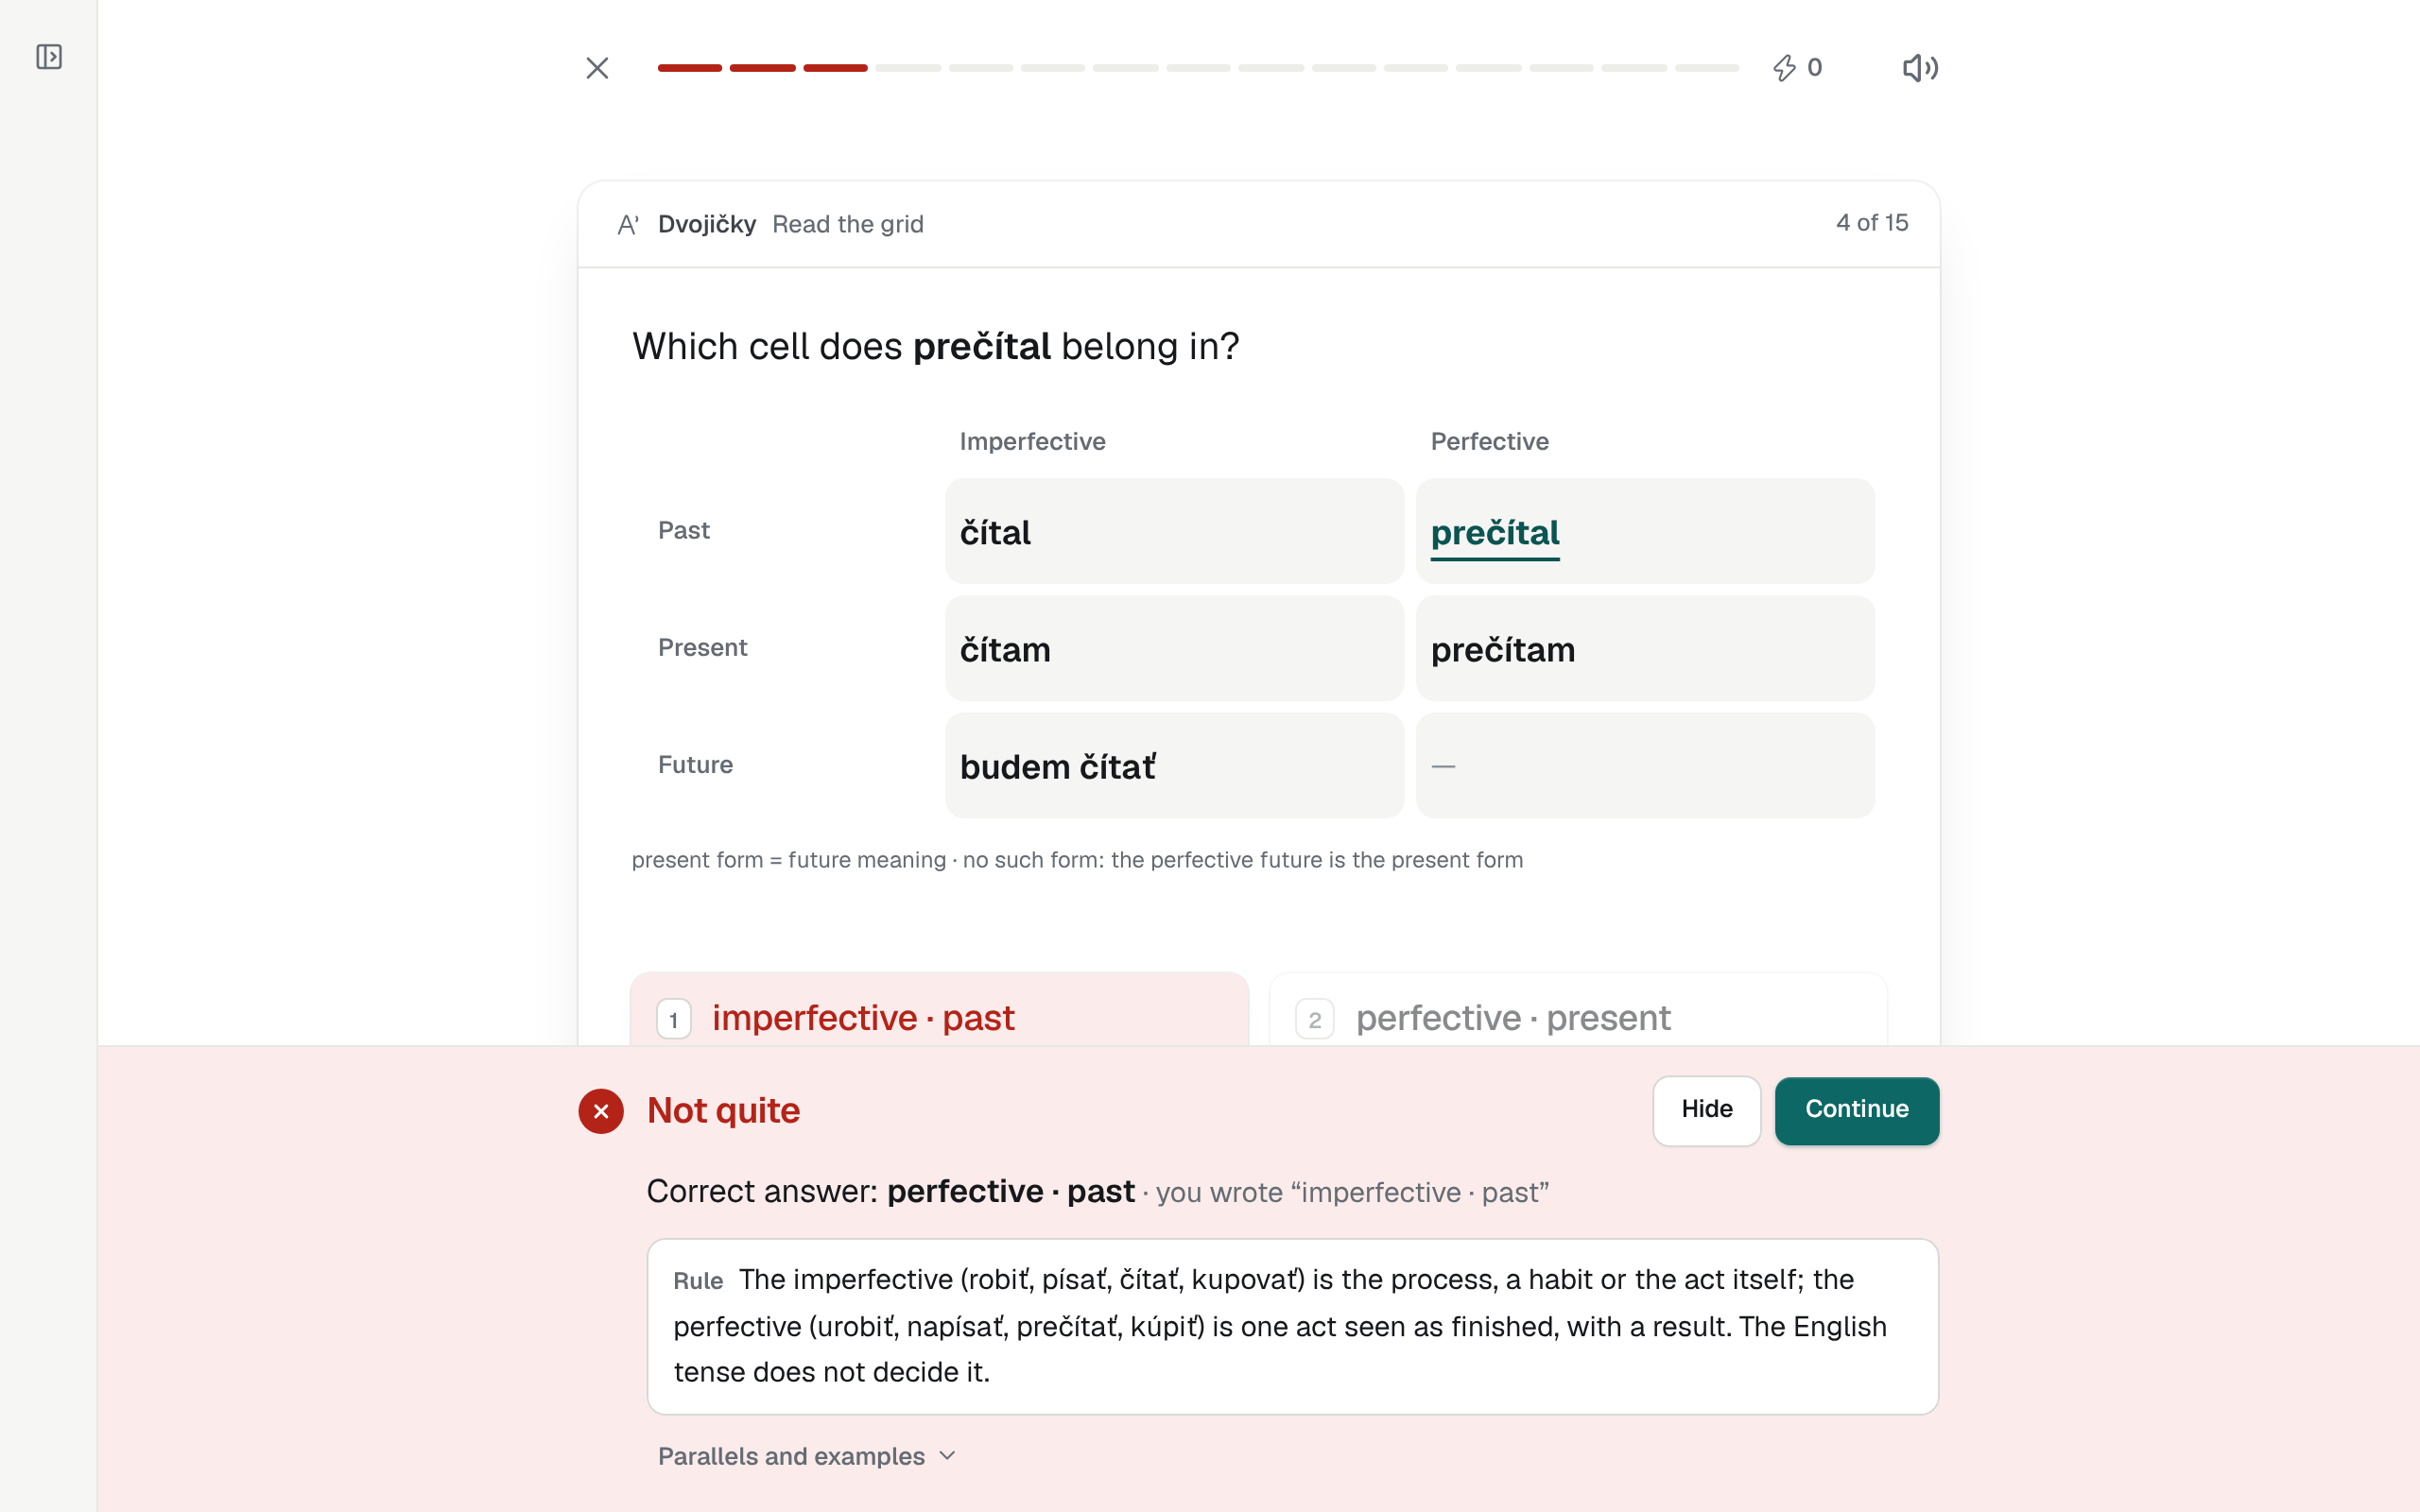 0
Dvojičky Read the grid
4 of 15
Which cell does prečítal belong in?
Imperfective Perfective
Past čítal prečítal
Present čítam prečítam
Future budem čítať —
present form = future meaning · no such form: the perfective future is the present form
1 imperfective · past
2 perfective · present
Not quite
Hide
Continue
Correct answer: perfective · past · you wrote “imperfective · past”
Rule The imperfective (robiť, písať, čítať, kupovať) is the process, a habit or the act itself; the
perfective (urobiť, napísať, prečítať, kúpiť) is one act seen as finished, with a result. The English
tense does not decide it.
Parallels and examples